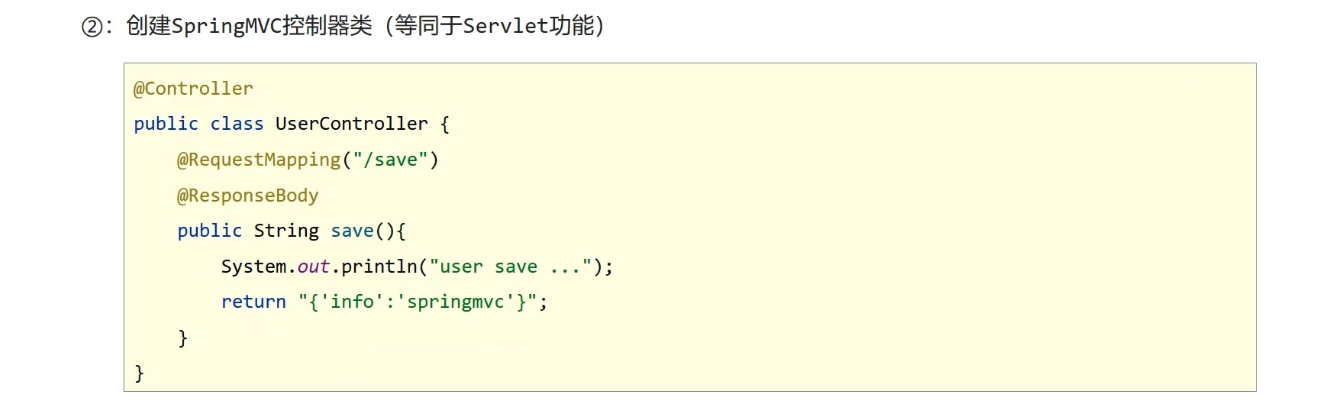 ②：创建SpringMVC控制器类（等同于Servlet功能）
@Controller
public class UserController {
    @RequestMapping("/save")
    @ResponseBody
    public String save(){
        System.out.println("user save ...");
        return "{'info':'springmvc'}";
    }
}